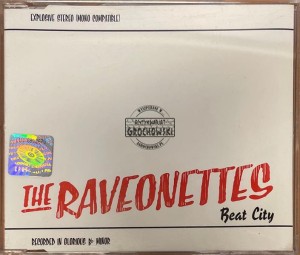 EXPLOSIVE STEREO (MONO COMPATIBLE)
GROCHOWSKI
THE RAVEONETTES
Beat City
RECORDED IN GLORIOUS B♭ MINOR